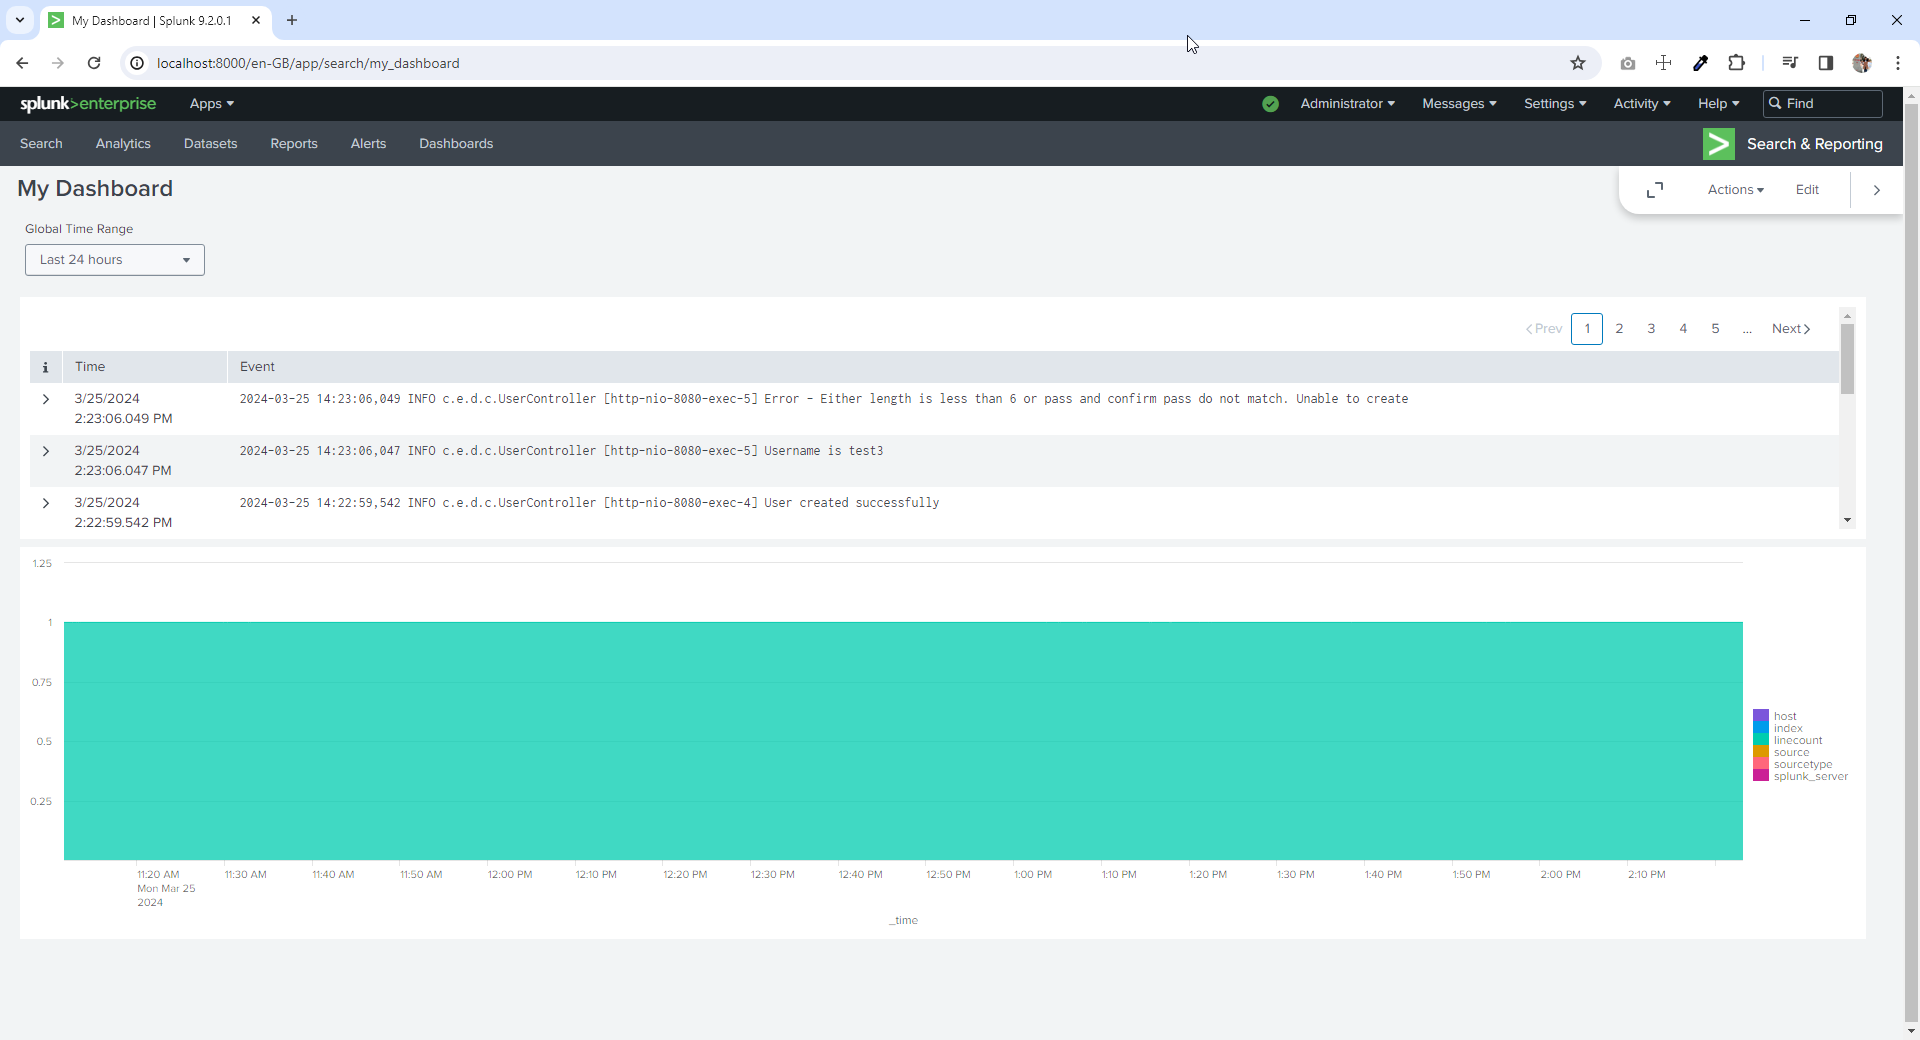 My Dashboard | Splunk 9.2.0.1
localhost:8000/en-GB/app/search/my_dashboard
splunk>enterprise Apps Administrator Messages Settings Activity Help Find
Search Analytics Datasets Reports Alerts Dashboards Search & Reporting
My Dashboard
Actions Edit
Global Time Range
Last 24 hours
Prev 1 2 3 4 5 ... Next
i Time Event
3/25/2024 2024-03-25 14:23:06,049 INFO c.e.d.c.UserController [http-nio-8080-exec-5] Error - Either length is less than 6 or pass and confirm pass do not match. Unable to create
2:23:06.049 PM
3/25/2024 2024-03-25 14:23:06,047 INFO c.e.d.c.UserController [http-nio-8080-exec-5] Username is test3
2:23:06.047 PM
3/25/2024 2024-03-25 14:22:59,542 INFO c.e.d.c.UserController [http-nio-8080-exec-4] User created successfully
2:22:59.542 PM
1.25
1
0.75
0.5
0.25
host
index
linecount
source
sourcetype
splunk_server
11:20 AM 11:30 AM 11:40 AM 11:50 AM 12:00 PM 12:10 PM 12:20 PM 12:30 PM 12:40 PM 12:50 PM 1:00 PM 1:10 PM 1:20 PM 1:30 PM 1:40 PM 1:50 PM 2:00 PM 2:10 PM
Mon Mar 25
2024
_time